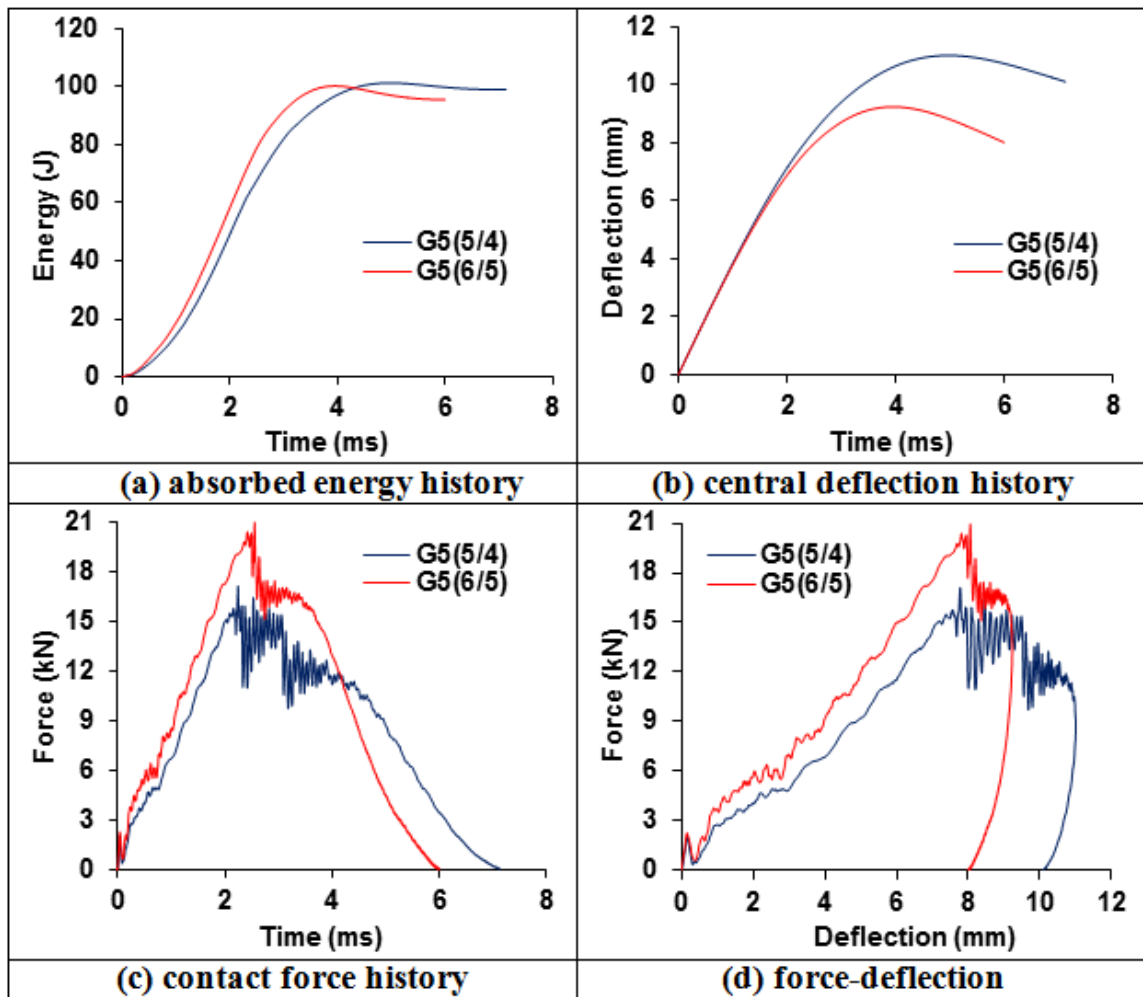 120
100
80
60
40
20
0
Energy (J)
G5(5/4)
G5(6/5)
0 2 4 6 8
Time (ms)
(a) absorbed energy history
12
10
8
6
4
2
0
Deflection (mm)
G5(5/4)
G5(6/5)
0 2 4 6 8
Time (ms)
(b) central deflection history
21
18
15
12
9
6
3
0
Force (kN)
G5(5/4)
G5(6/5)
0 2 4 6 8
Time (ms)
(c) contact force history
21
18
15
12
9
6
3
0
Force (kN)
G5(5/4)
G5(6/5)
0 2 4 6 8 10 12
Deflection (mm)
(d) force-deflection